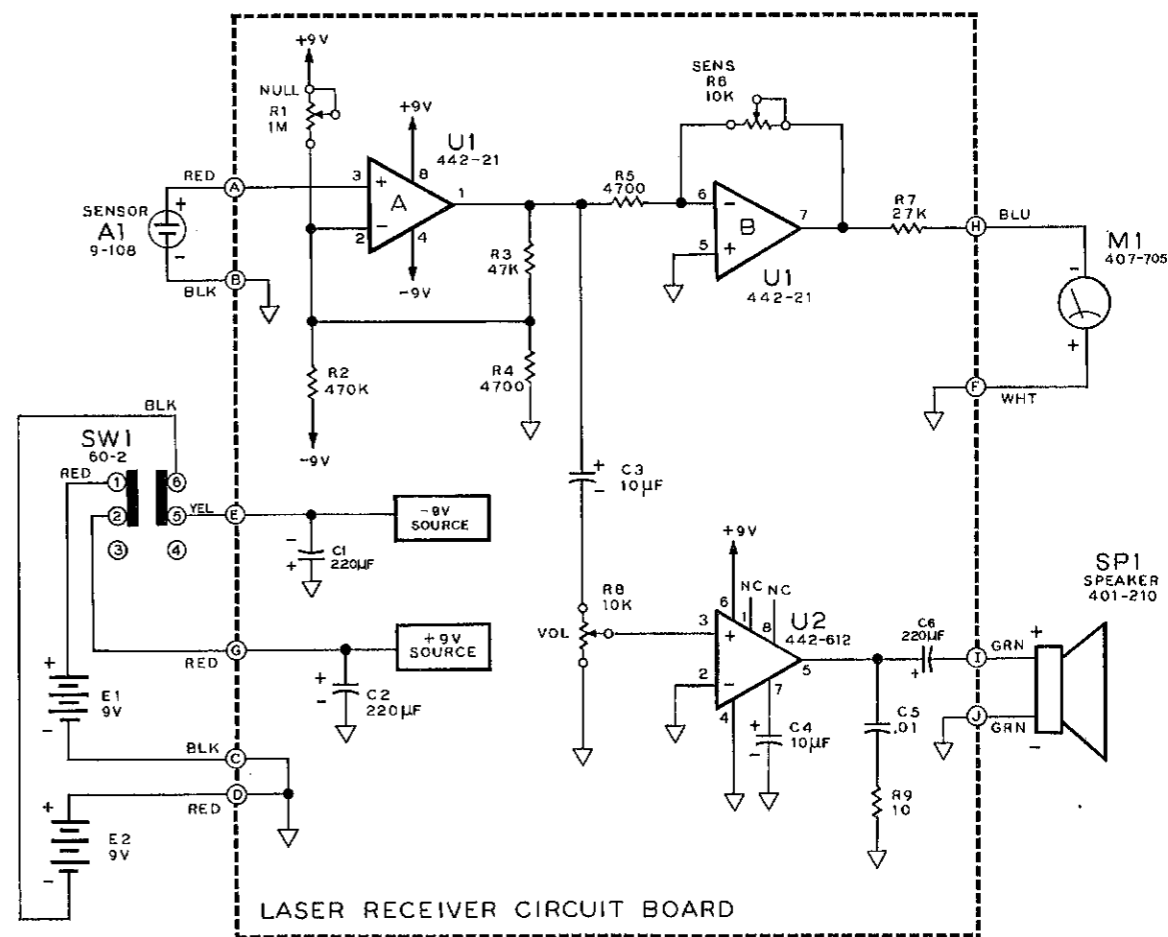 +9V
NULL
R1
1M
+9V
U1
442-21
RED
A
3
+
8
A
1
2
−
4
−9V
SENSOR
A1
9-108
+
-
BLK
B
R2
470K
−9V
R3
47K
R4
4700
SENS
R6
10K
R5
4700
6
−
B
7
5
+
U1
442-21
R7
27K
H
BLU
M1
407-705
-
+
F
WHT
BLK
SW1
60-2
RED
1
6
2
5
3
4
YEL
E
−9V
SOURCE
-
+
C1
220µF
G
RED
+9V
SOURCE
+
-
C2
220µF
+
E1
9V
-
BLK
C
+
RED
D
E2
9V
-
+
C3
-
10µF
R8
10K
VOL
+9V
NC
NC
6
1
8
U2
442-612
3
+
2
−
5
7
4
+
C4
-
10µF
C6
220µF
+
C5
.01
R9
10
I
GRN
+
J
GRN
-
SP1
SPEAKER
401-210
LASER RECEIVER CIRCUIT BOARD